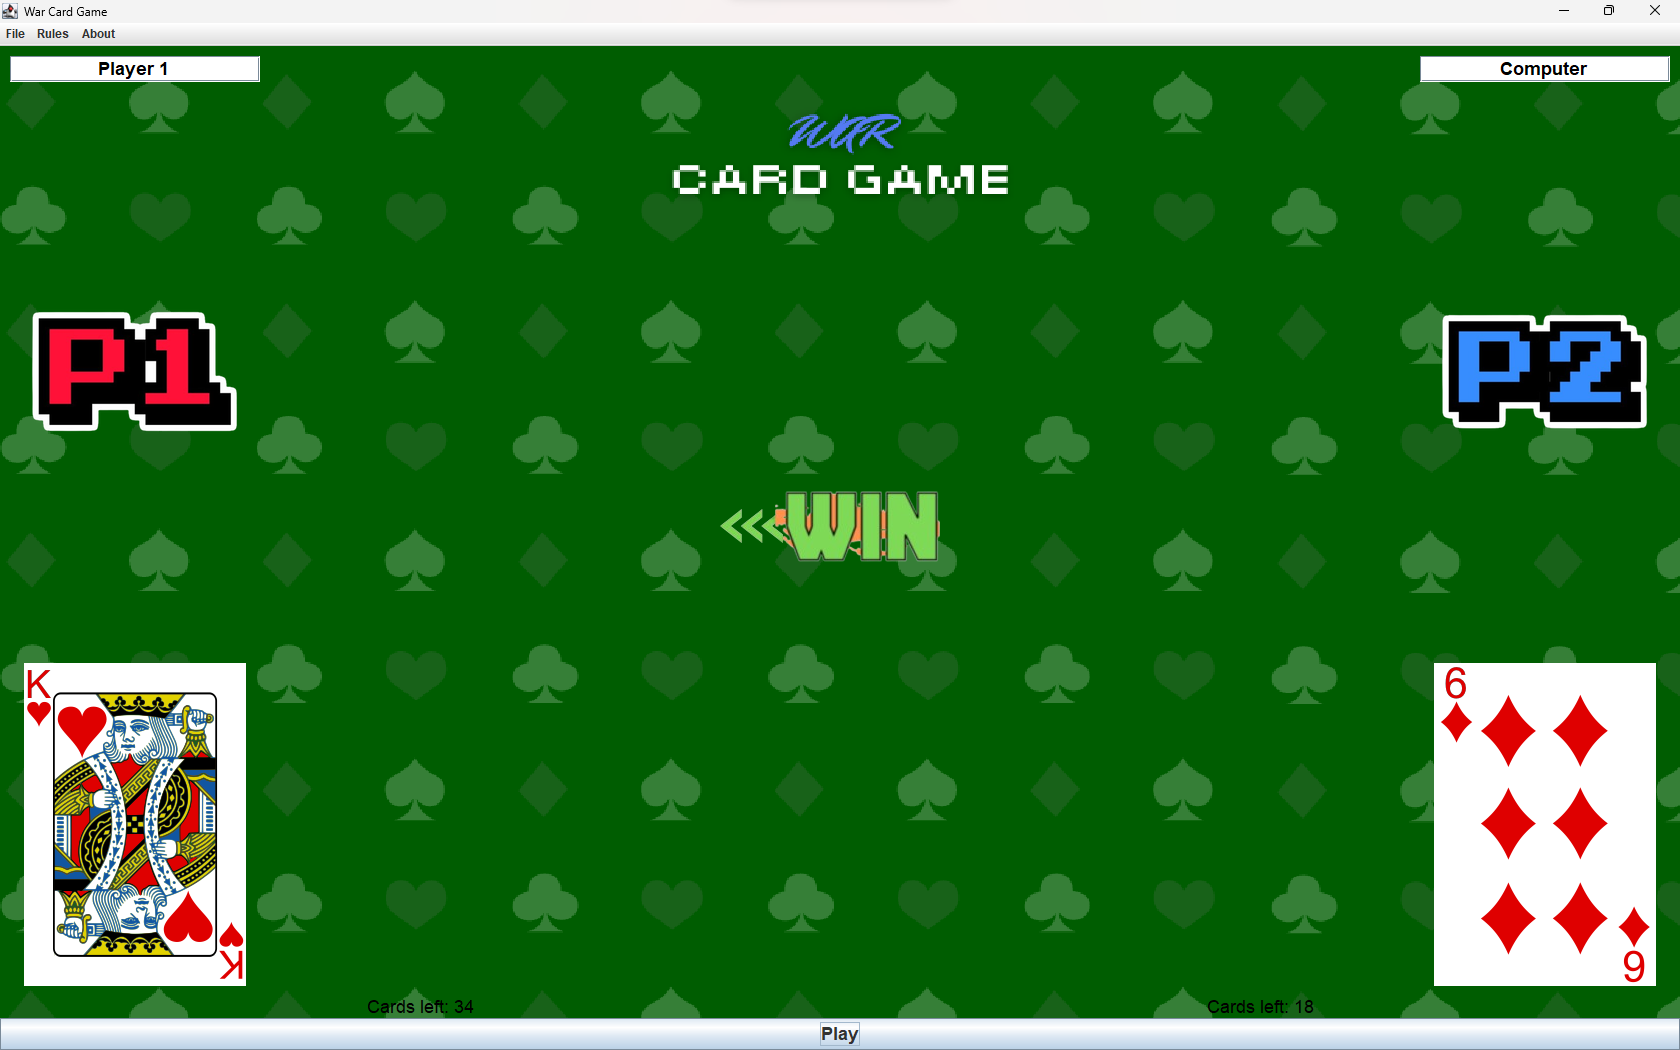 War Card Game
File Rules About
Player 1
Computer
WAR
CARD GAME
P1
P2
WIN
K
K
6
6
Cards left: 34
Cards left: 18
Play